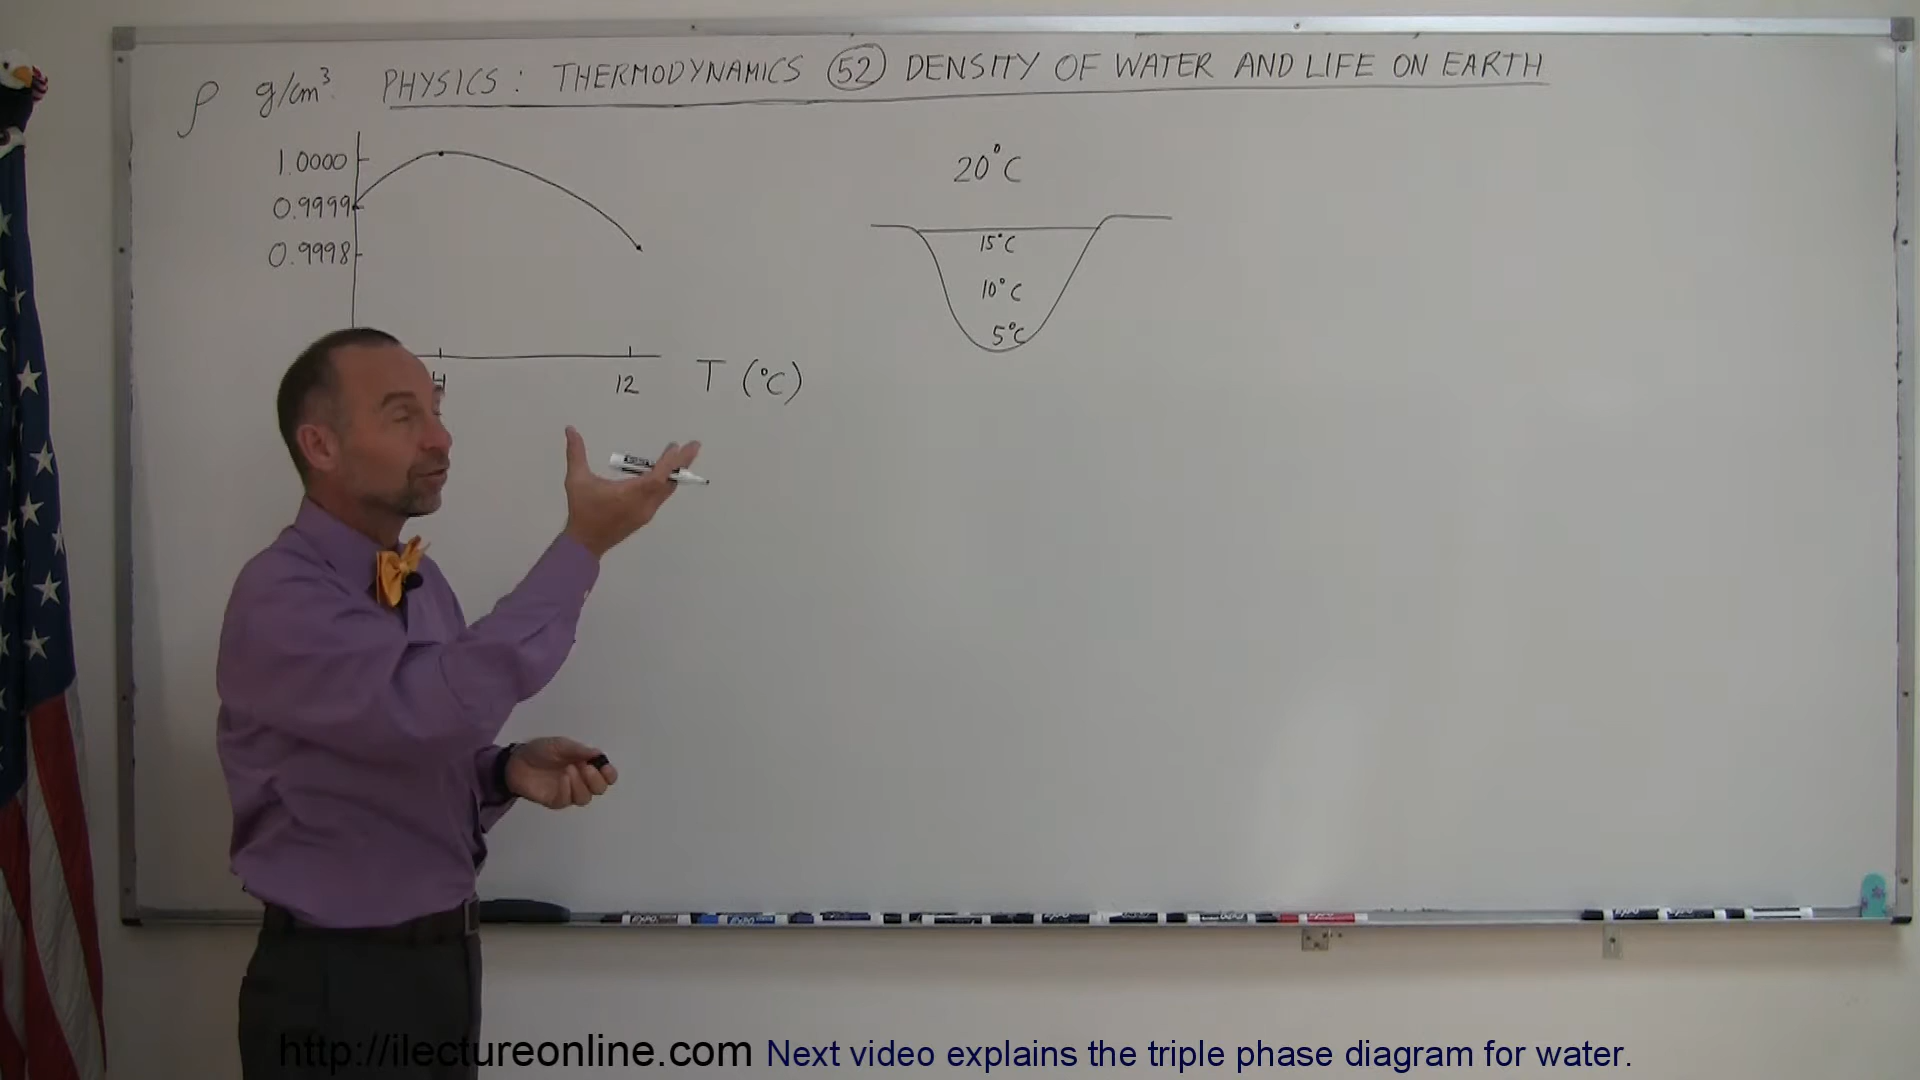 ρ g/cm³ PHYSICS: THERMODYNAMICS 52 DENSITY OF WATER AND LIFE ON EARTH
1.0000
0.9999
0.9998
4 12 T (°C)
20°C
15°C
10°C
5°C
http://ilectureonline.com Next video explains the triple phase diagram for water.